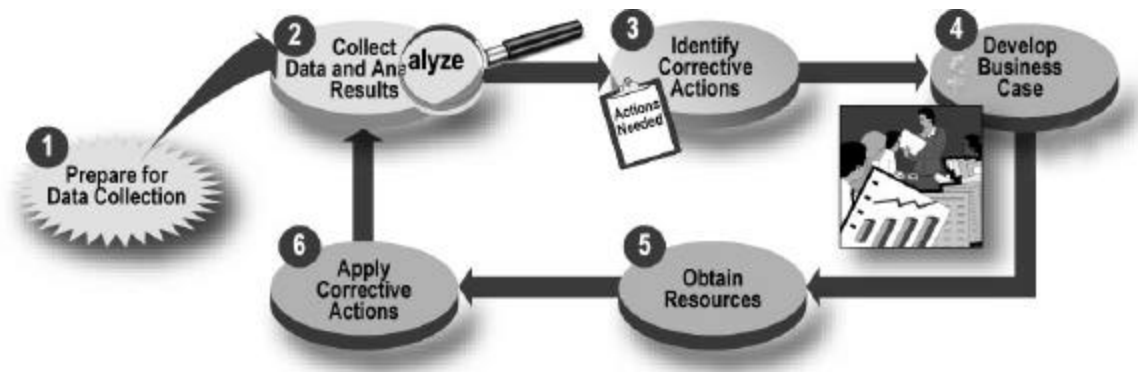 1
Prepare for
Data Collection
2
Collect
Data and Ana
alyze
Results
3
Identify
Corrective
Actions
Actions
Needed
4
Develop
Business
Case
5
Obtain
Resources
6
Apply
Corrective
Actions